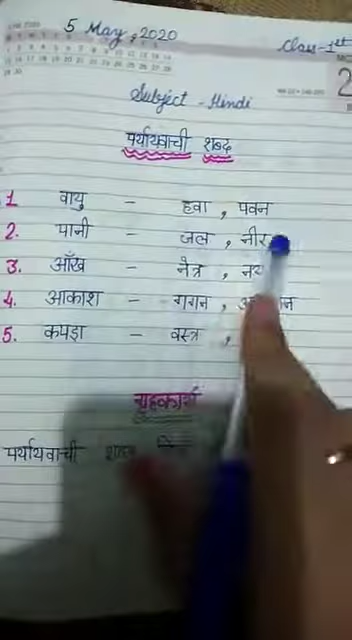 5 May, 2020
Class-1st
Subject - Hindi
पर्यायवाची शब्द
1 वायु - हवा, पवन
2. पानी - जल, नीर
3. आँख - नेत्र,
4. आकाश - गगन,
5. कपड़ा - वस्त्र,
गृहकार्य
पर्यायवाची शब्द